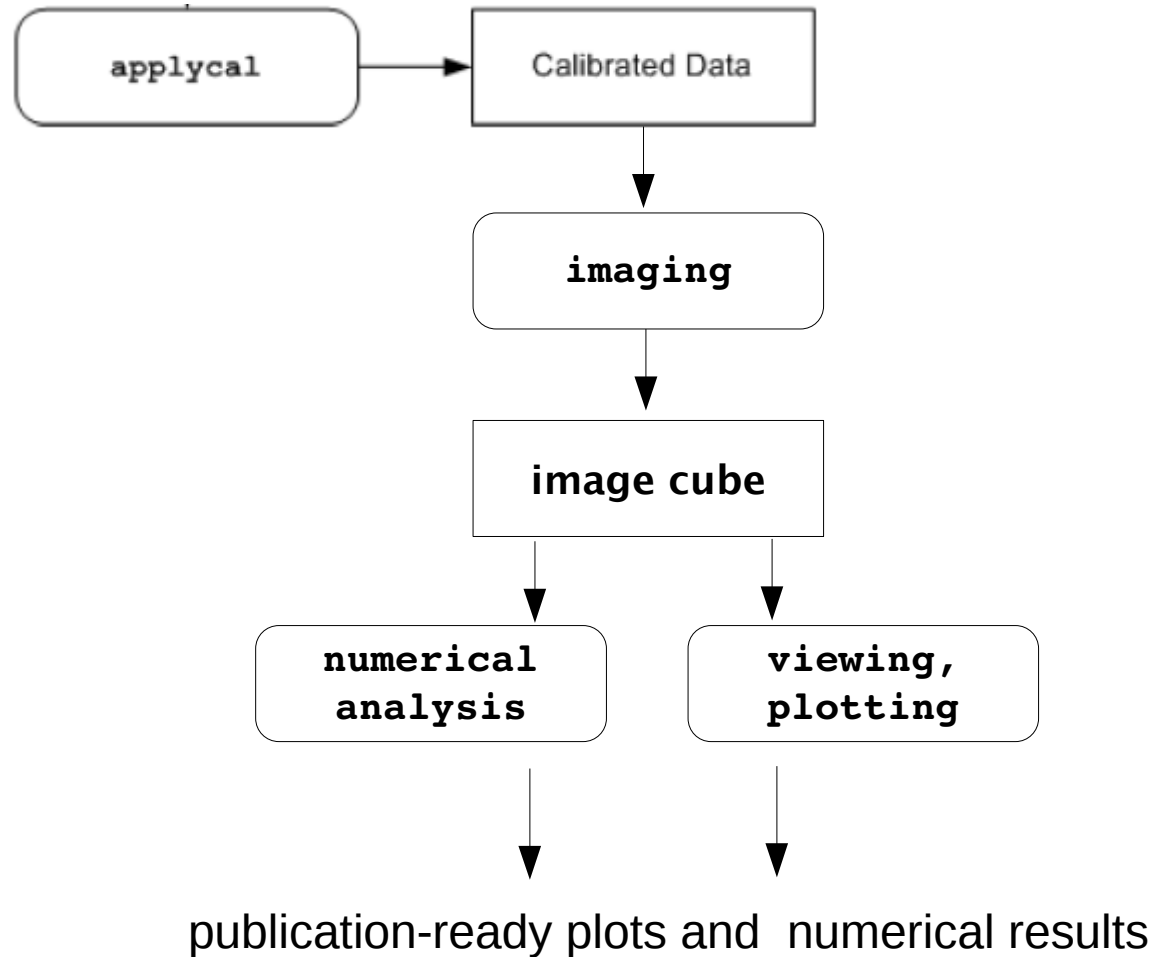 applycal
Calibrated Data
imaging
image cube
numerical
analysis
viewing,
plotting
publication-ready plots and  numerical results